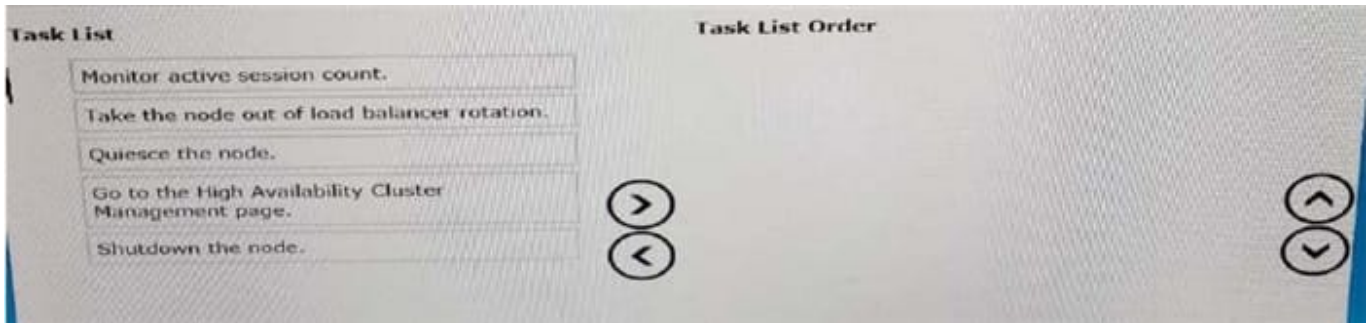 Task List
Task List Order
Monitor active session count.
Take the node out of load balancer rotation.
Quiesce the node.
Go to the High Availability Cluster
Management page.
Shutdown the node.